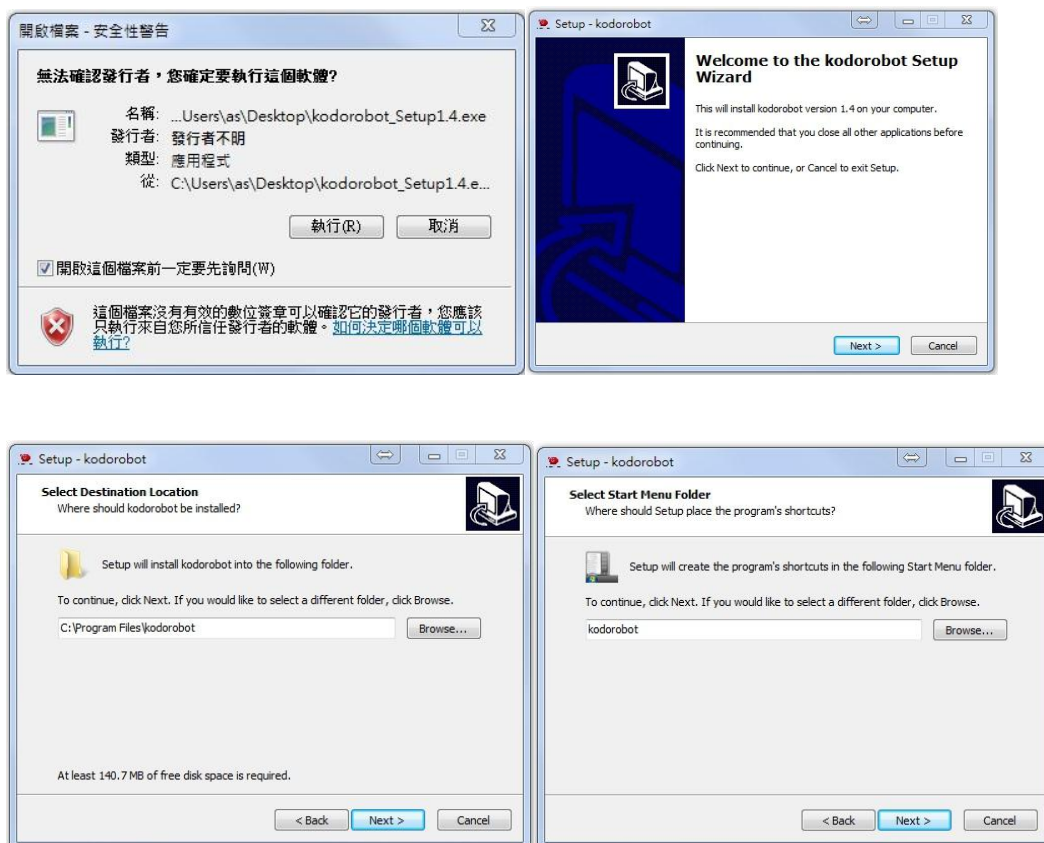 開啟檔案 - 安全性警告
無法確認發行者，您確定要執行這個軟體?
名稱: ...Users\as\Desktop\kodorobot_Setup1.4.exe
發行者: 發行者不明
類型: 應用程式
從: C:\Users\as\Desktop\kodorobot_Setup1.4.e...
執行(R) 取消
開啟這個檔案前一定要先詢問(W)
這個檔案沒有有效的數位簽章可以確認它的發行者，您應該
只執行來自您所信任發行者的軟體。如何決定哪個軟體可以
執行?
Setup - kodorobot
Welcome to the kodorobot Setup
Wizard
This will install kodorobot version 1.4 on your computer.
It is recommended that you close all other applications before
continuing.
Click Next to continue, or Cancel to exit Setup.
Next > Cancel
Setup - kodorobot
Select Destination Location
Where should kodorobot be installed?
Setup will install kodorobot into the following folder.
To continue, click Next. If you would like to select a different folder, click Browse.
C:\Program Files\kodorobot Browse...
At least 140.7 MB of free disk space is required.
< Back Next > Cancel
Setup - kodorobot
Select Start Menu Folder
Where should Setup place the program's shortcuts?
Setup will create the program's shortcuts in the following Start Menu folder.
To continue, click Next. If you would like to select a different folder, click Browse.
kodorobot Browse...
< Back Next > Cancel